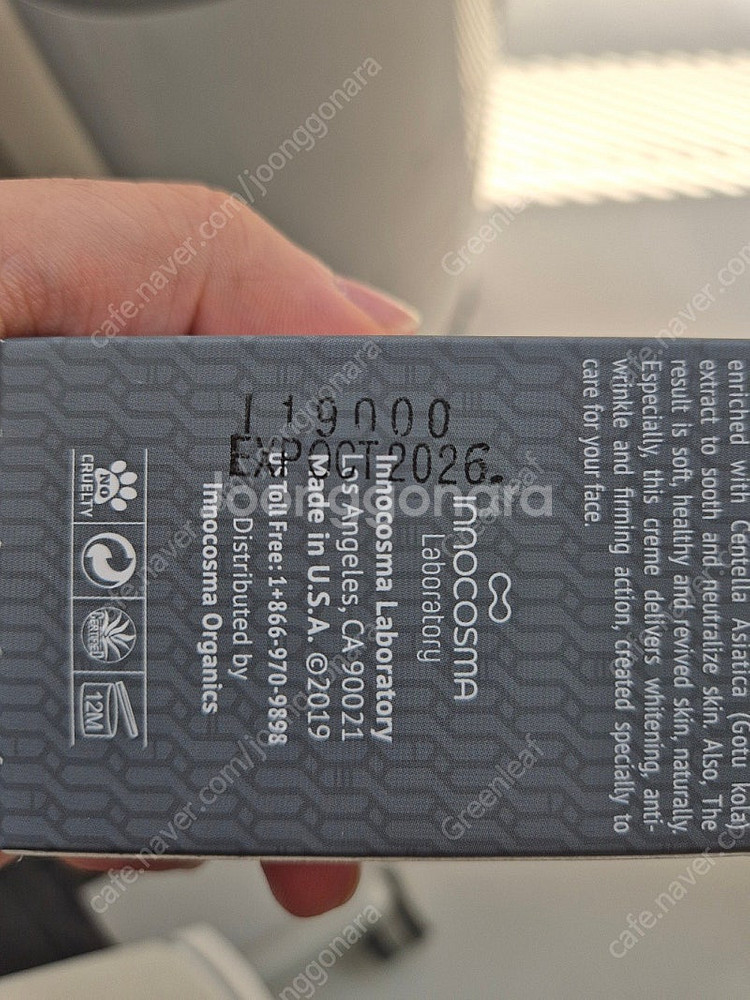 enriched with Centella Asiatica (Gotu kola)
extract to sooth and neutralize skin, Also, The
result is soft, healthy and revived skin, naturally
Especially, this creme delivers whitening, anti-
wrinkle and firming action, created specially to
care for your face.
INNOCOSMA
Laboratory
Innocosma Laboratory
Los Angeles, CA 90021
Made in U.S.A. ©2019
US Toll Free: 1+866-970-9898
Distributed by
Innocosma Organics
NO
CRUELTY
CERTIFIED
12M
119000
EXP OCT 2026.
Joonggonara
cafe.naver.com/joonggonara
Greenleaf